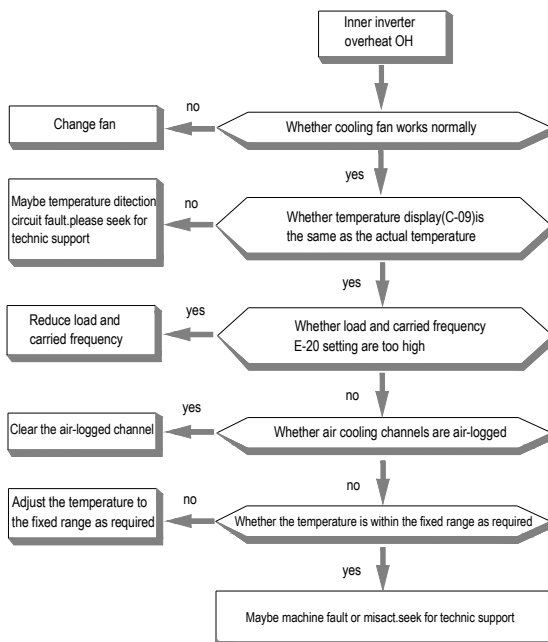 Inner inverter
overheat OH
no
Change fan
Whether cooling fan works normally
yes
Maybe temperature ditection
circuit fault.please seek for
technic support
no
Whether temperature display(C-09)is
the same as the actual temperature
yes
Reduce load and
carried frequency
yes
Whether load and carried frequency
E-20 setting are too high
no
Clear the air-logged channel
yes
Whether air cooling channels are air-logged
no
Adjust the temperature to
the fixed range as required
no
Whether the temperature is within the fixed range as required
yes
Maybe machine fault or misact.seek for technic support